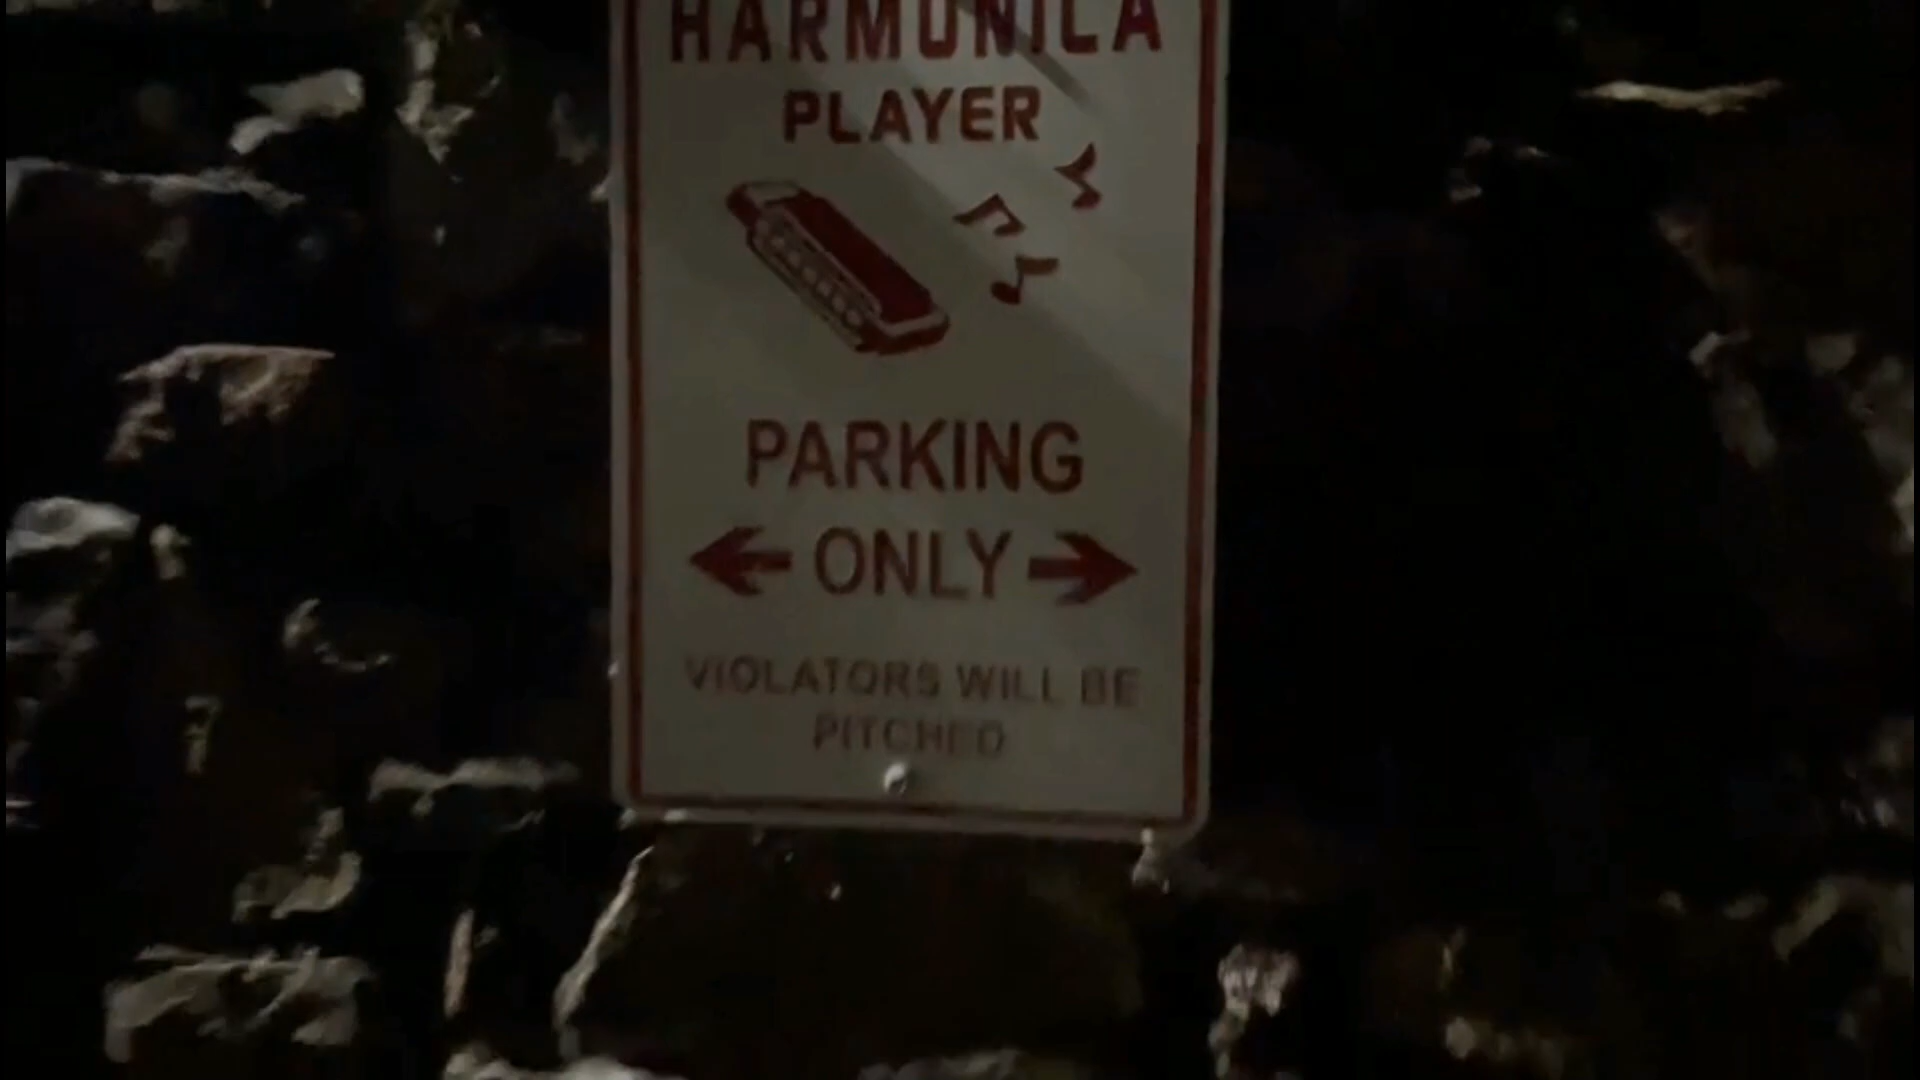 HARMONICA
PLAYER
PARKING
ONLY
VIOLATORS WILL BE
PITCHED